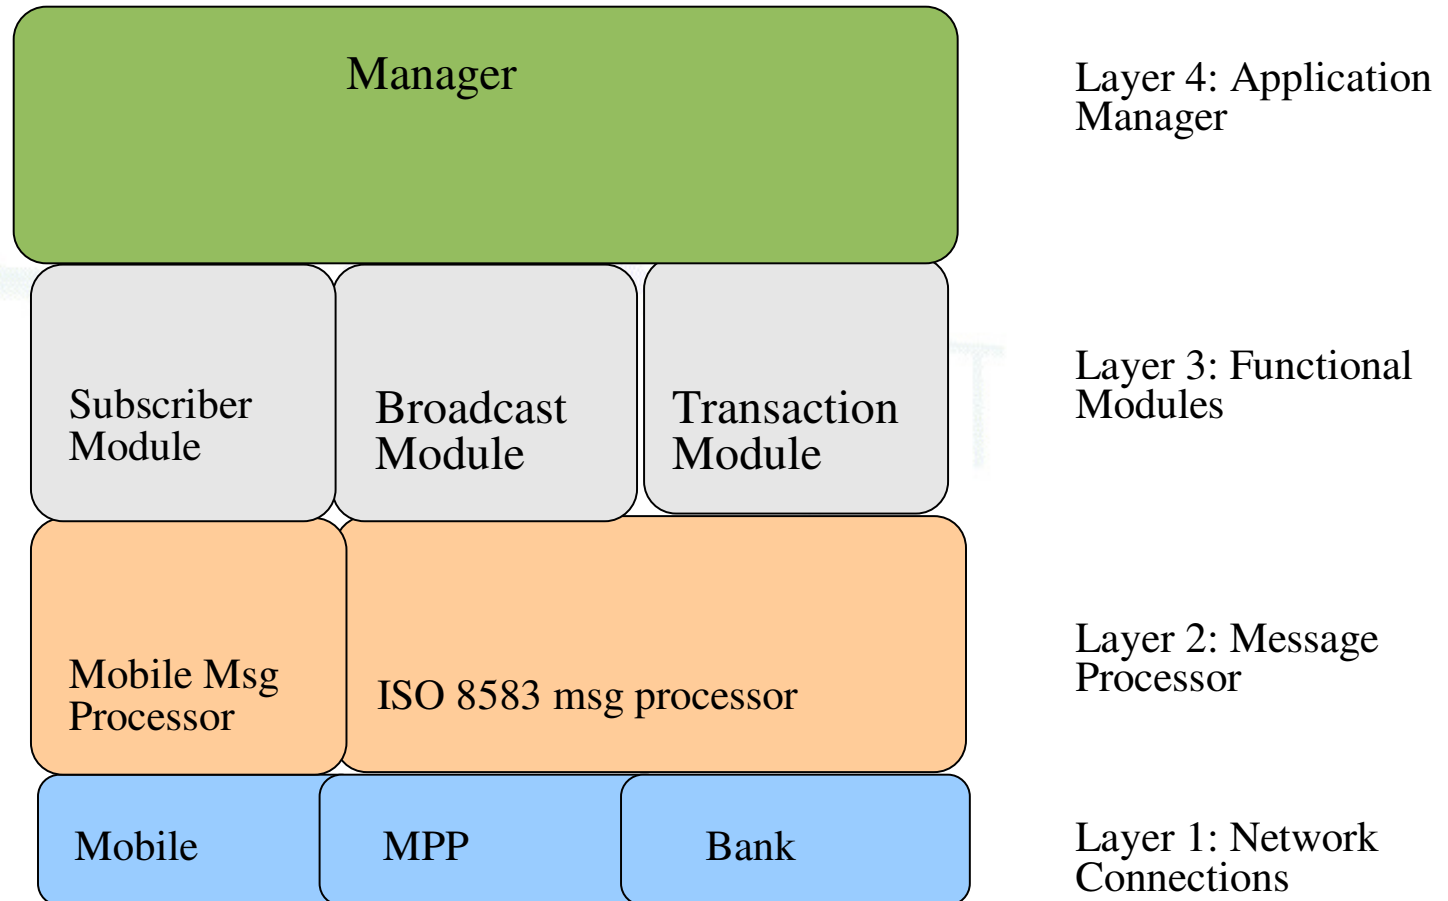 Manager
Layer 4: Application
Manager
Subscriber
Module
Broadcast
Module
Transaction
Module
Layer 3: Functional
Modules
Mobile Msg
Processor
ISO 8583 msg processor
Layer 2: Message
Processor
Mobile
MPP
Bank
Layer 1: Network
Connections